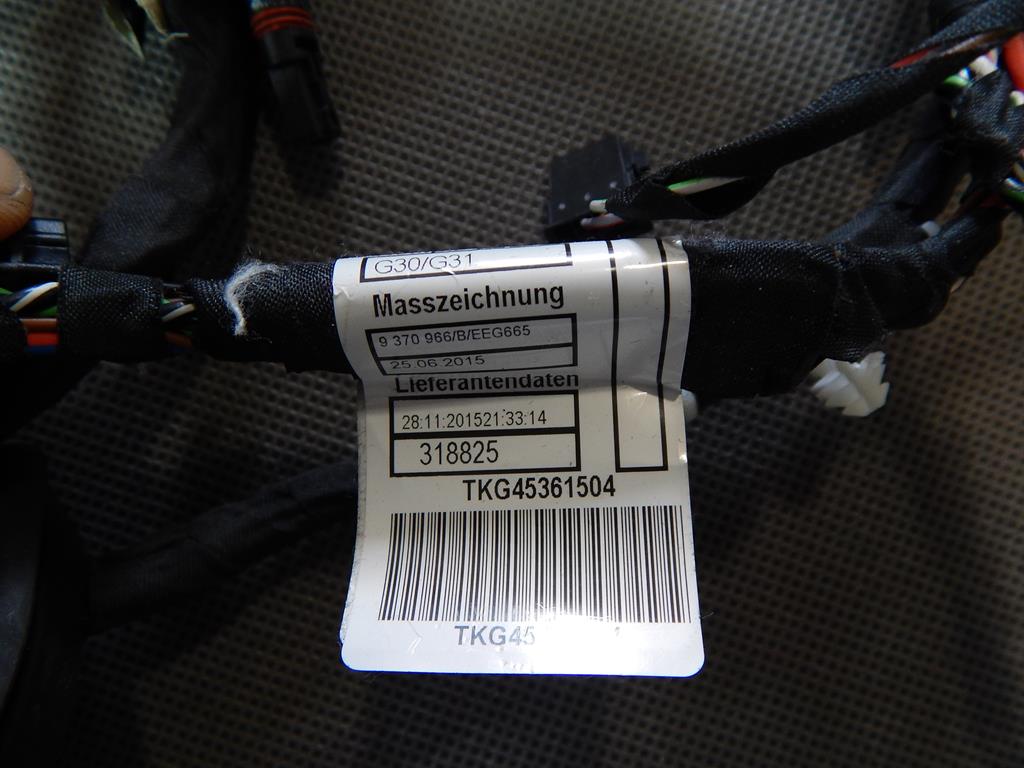 G30/G31
Masszeichnung
9 370 966/B/EEG665
25.06.2015
Lieferantendaten
28:11:201521:33:14
318825
TKG45361504
TKG45